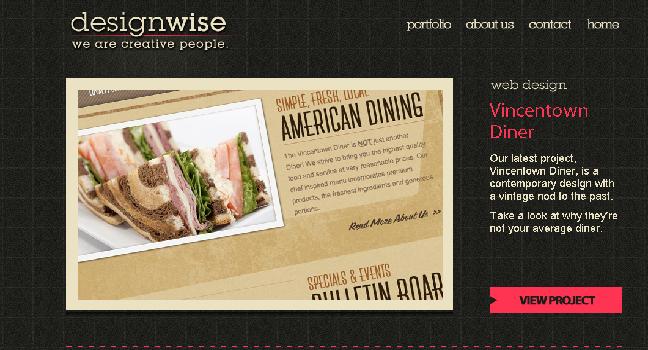 designwise
we are creative people.
portfolio about us contact home
SIMPLE, FRESH, LOCAL
AMERICAN DINING
The Vincentown Diner is NOT just another
Diner! We strive to bring you the highest quality
food and service at very reasonable prices. Our
chef inspired menu incorporates
products, the freshest ingredients and generous
portions.
Read More About Us >>
SPECIALS & EVENTS
BULLETIN BOAR
web design
Vincentown
Diner
Our latest project,
Vincentown Diner, is a
contemporary design with
a vintage nod to the past.
Take a look at why they're
not your average diner.
VIEW PROJECT